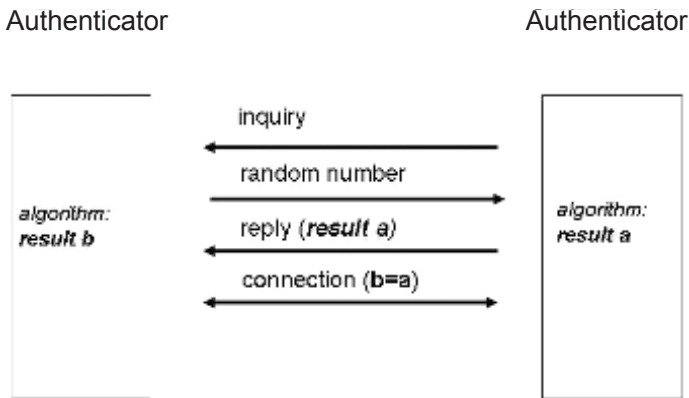 Authenticator
Authenticator
inquiry
random number
algorithm:
result b
reply (result a)
algorithm:
result a
connection (b=a)